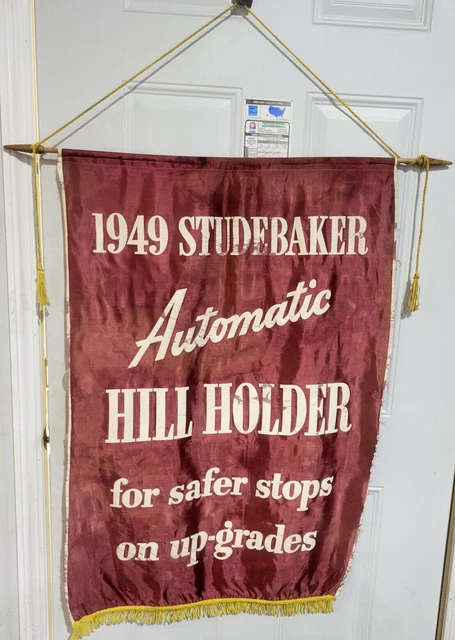 1949 STUDEBAKER
Automatic
HILL HOLDER
for safer stops
on up-grades